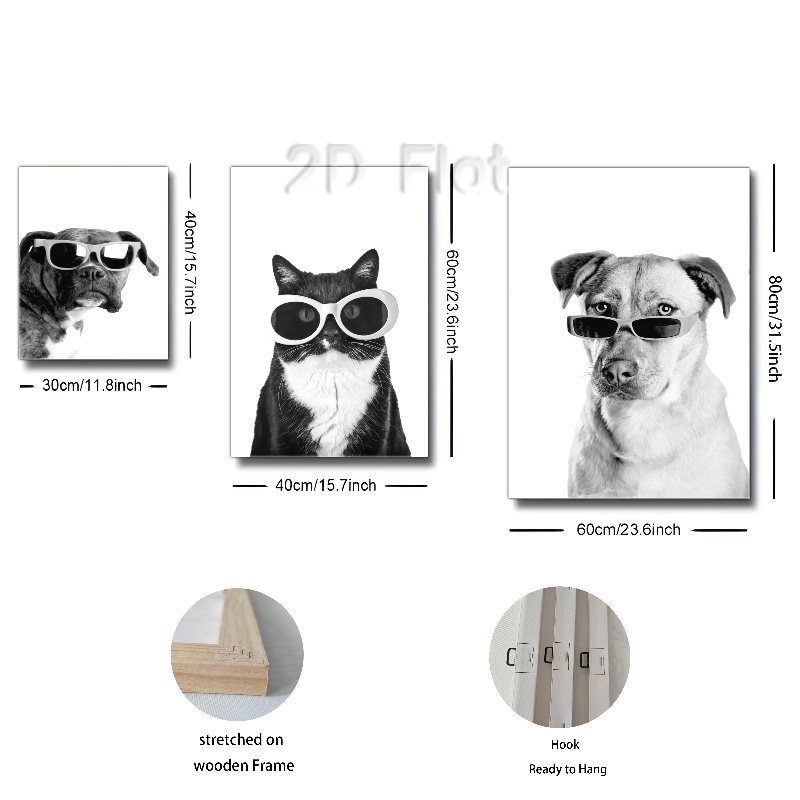 2D Flat
40cm/15.7inch
30cm/11.8inch
60cm/23.6inch
40cm/15.7inch
80cm/31.5inch
60cm/23.6inch
stretched on
wooden Frame
Hook
Ready to Hang